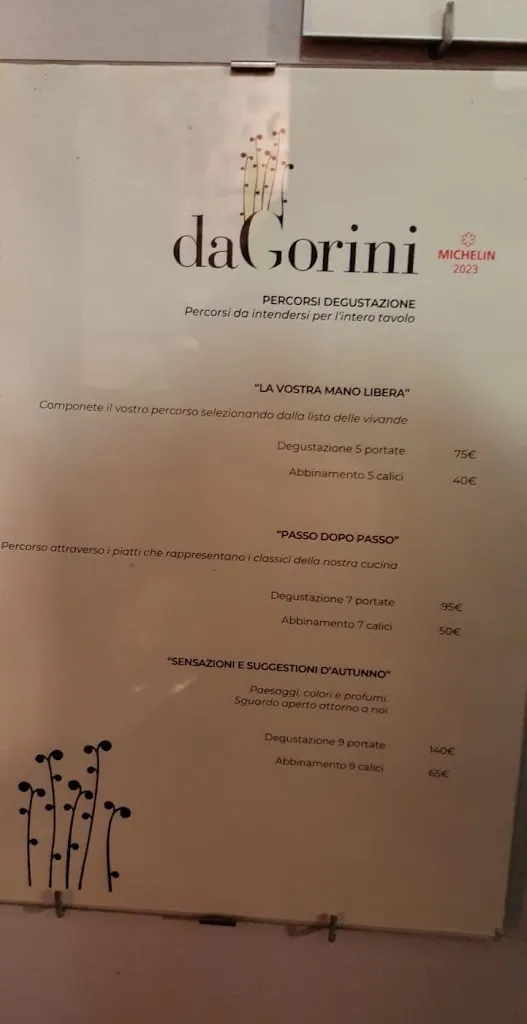 daGorini
MICHELIN
2023
PERCORSI DEGUSTAZIONE
Percorsi da intendersi per l'intero tavolo
"LA VOSTRA MANO LIBERA"
Componete il vostro percorso selezionando dalla lista delle vivande
Degustazione 5 portate 75€
Abbinamento 5 calici 40€
"PASSO DOPO PASSO"
Percorso attraverso i piatti che rappresentano i classici della nostra cucina
Degustazione 7 portate 95€
Abbinamento 7 calici 50€
"SENSAZIONI E SUGGESTIONI D'AUTUNNO"
Paesaggi, colori e profumi.
Sguardo aperto attorno a noi
Degustazione 9 portate 140€
Abbinamento 9 calici 65€